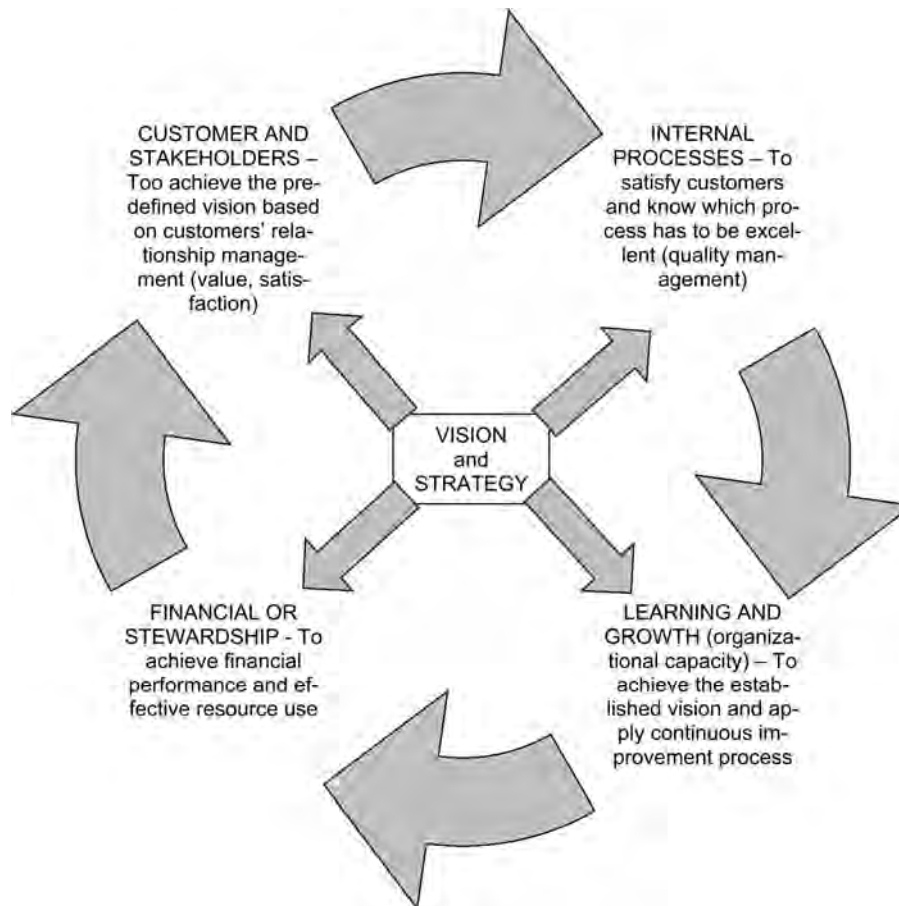 CUSTOMER AND
STAKEHOLDERS –
Too achieve the pre-
defined vision based
on customers' rela-
tionship manage-
ment (value, satis-
faction)
INTERNAL
PROCESSES – To
satisfy customers
and know which pro-
cess has to be excel-
lent (quality man-
agement)
VISION
and
STRATEGY
FINANCIAL OR
STEWARDSHIP - To
achieve financial
performance and ef-
fective resource use
LEARNING AND
GROWTH (organiza-
tional capacity) – To
achieve the estab-
lished vision and ap-
ply continuous im-
provement process